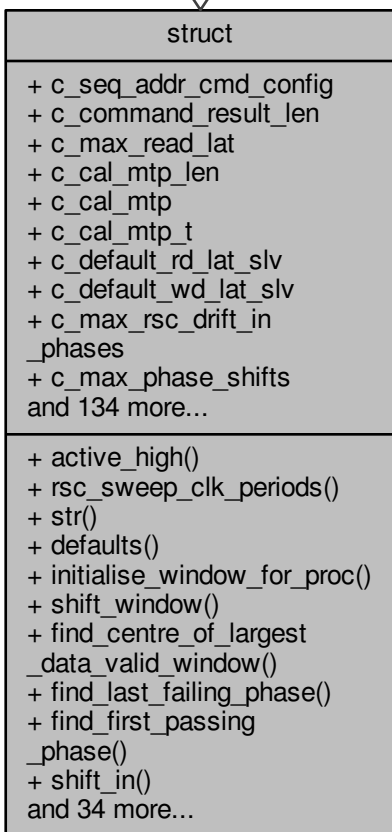 struct
+ c_seq_addr_cmd_config
+ c_command_result_len
+ c_max_read_lat
+ c_cal_mtp_len
+ c_cal_mtp
+ c_cal_mtp_t
+ c_default_rd_lat_slv
+ c_default_wd_lat_slv
+ c_max_rsc_drift_in
_phases
+ c_max_phase_shifts
and 134 more...
+ active_high()
+ rsc_sweep_clk_periods()
+ str()
+ defaults()
+ initialise_window_for_proc()
+ shift_window()
+ find_centre_of_largest
_data_valid_window()
+ find_last_failing_phase()
+ find_first_passing
_phase()
+ shift_in()
and 34 more...